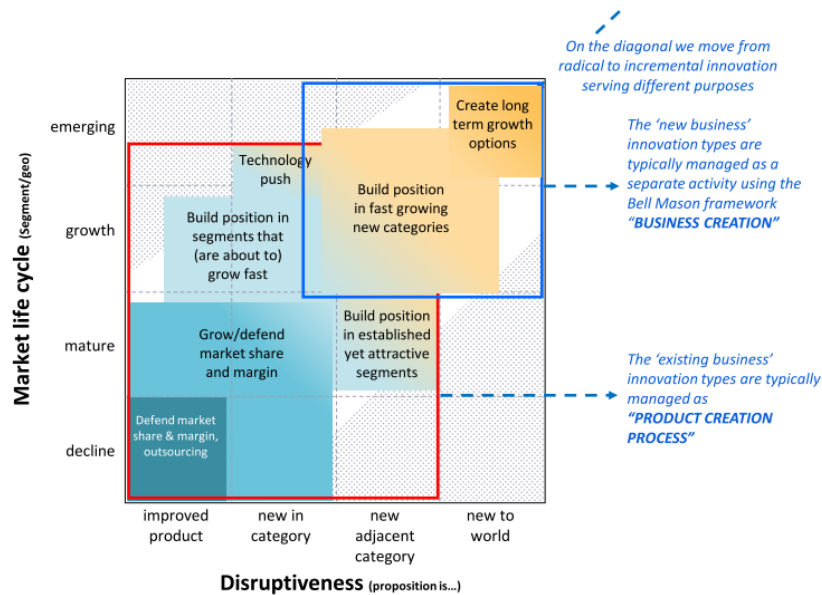 On the diagonal we move from
radical to incremental innovation
serving different purposes
emerging
Create long
term growth
options
Technology
push
The ‘new business’
innovation types are
typically managed as a
separate activity using the
Bell Mason framework
“BUSINESS CREATION”
Build position
in fast growing
new categories
growth
Build position in
segments that
(are about to)
grow fast
Market life cycle (Segment/geo)
mature
Grow/defend
market share
and margin
Build position
in established
yet attractive
segments
The ‘existing business’
innovation types are typically
managed as
“PRODUCT CREATION
PROCESS”
decline
Defend market
share & margin,
outsourcing
improved
product
new in
category
new
adjacent
category
new to
world
Disruptiveness (proposition is...)